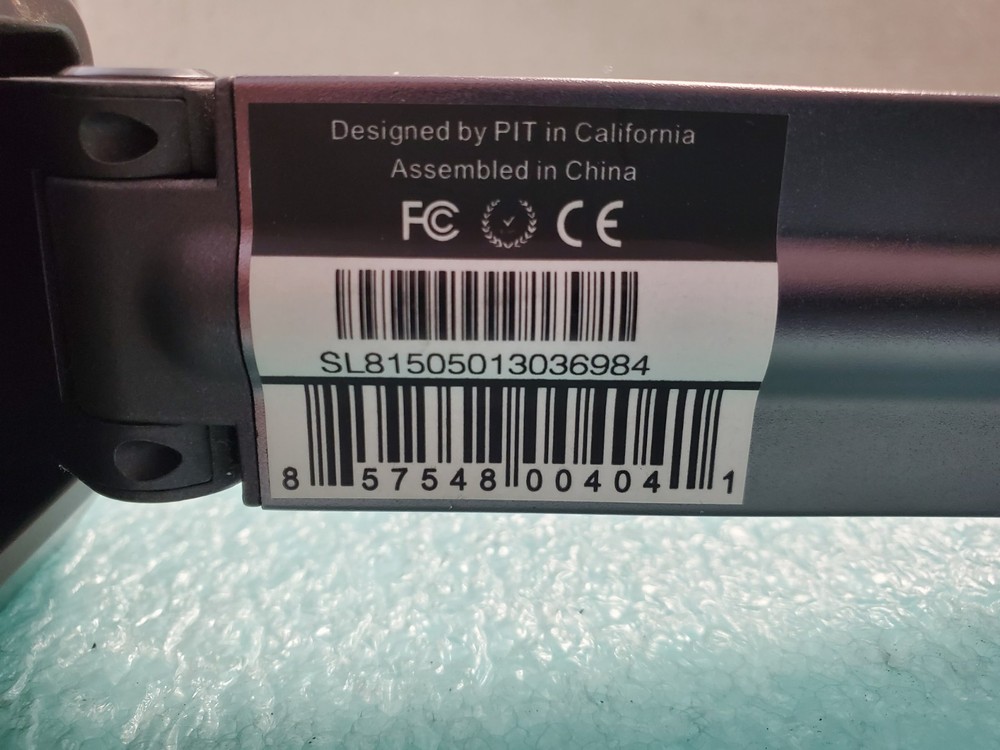 Designed by PIT in California
Assembled in China
FC CE
SL81505013036984
8 57548 00404 1